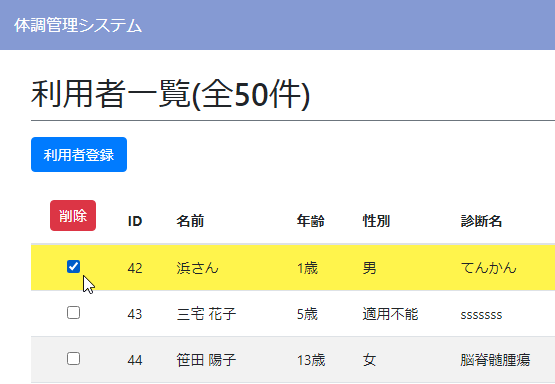 体調管理システム
利用者一覧(全50件)
利用者登録
削除 ID 名前 年齢 性別 診断名
42 浜さん 1歳 男 てんかん
43 三宅 花子 5歳 適用不能 sssssss
44 笹田 陽子 13歳 女 脳脊髄腫瘍